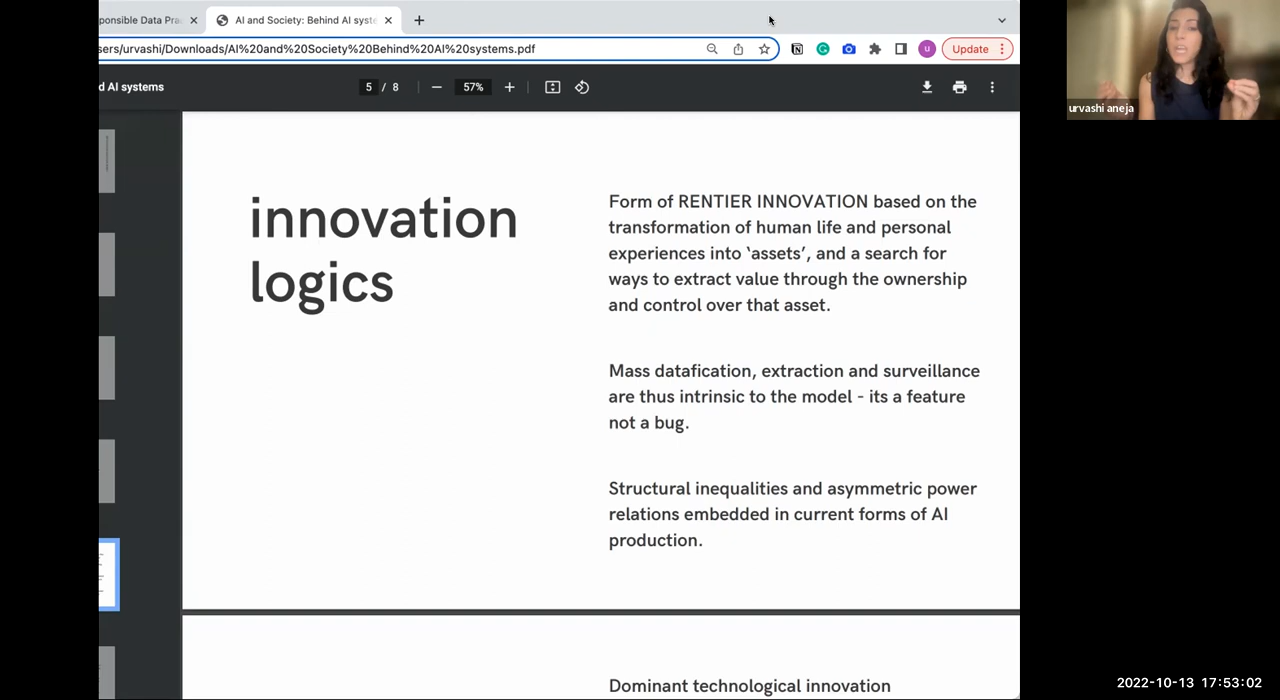 ponsible Data Pra
AI and Society: Behind AI syste
sers/urvashi/Downloads/AI%20and%20Society%20Behind%20AI%20systems.pdf
u
Update
d AI systems
5 / 8
57%
urvashi aneja
innovation
logics
Form of RENTIER INNOVATION based on the
transformation of human life and personal
experiences into ‘assets’, and a search for
ways to extract value through the ownership
and control over that asset.
Mass datafication, extraction and surveillance
are thus intrinsic to the model - its a feature
not a bug.
Structural inequalities and asymmetric power
relations embedded in current forms of AI
production.
Dominant technological innovation
2022-10-13 17:53:02